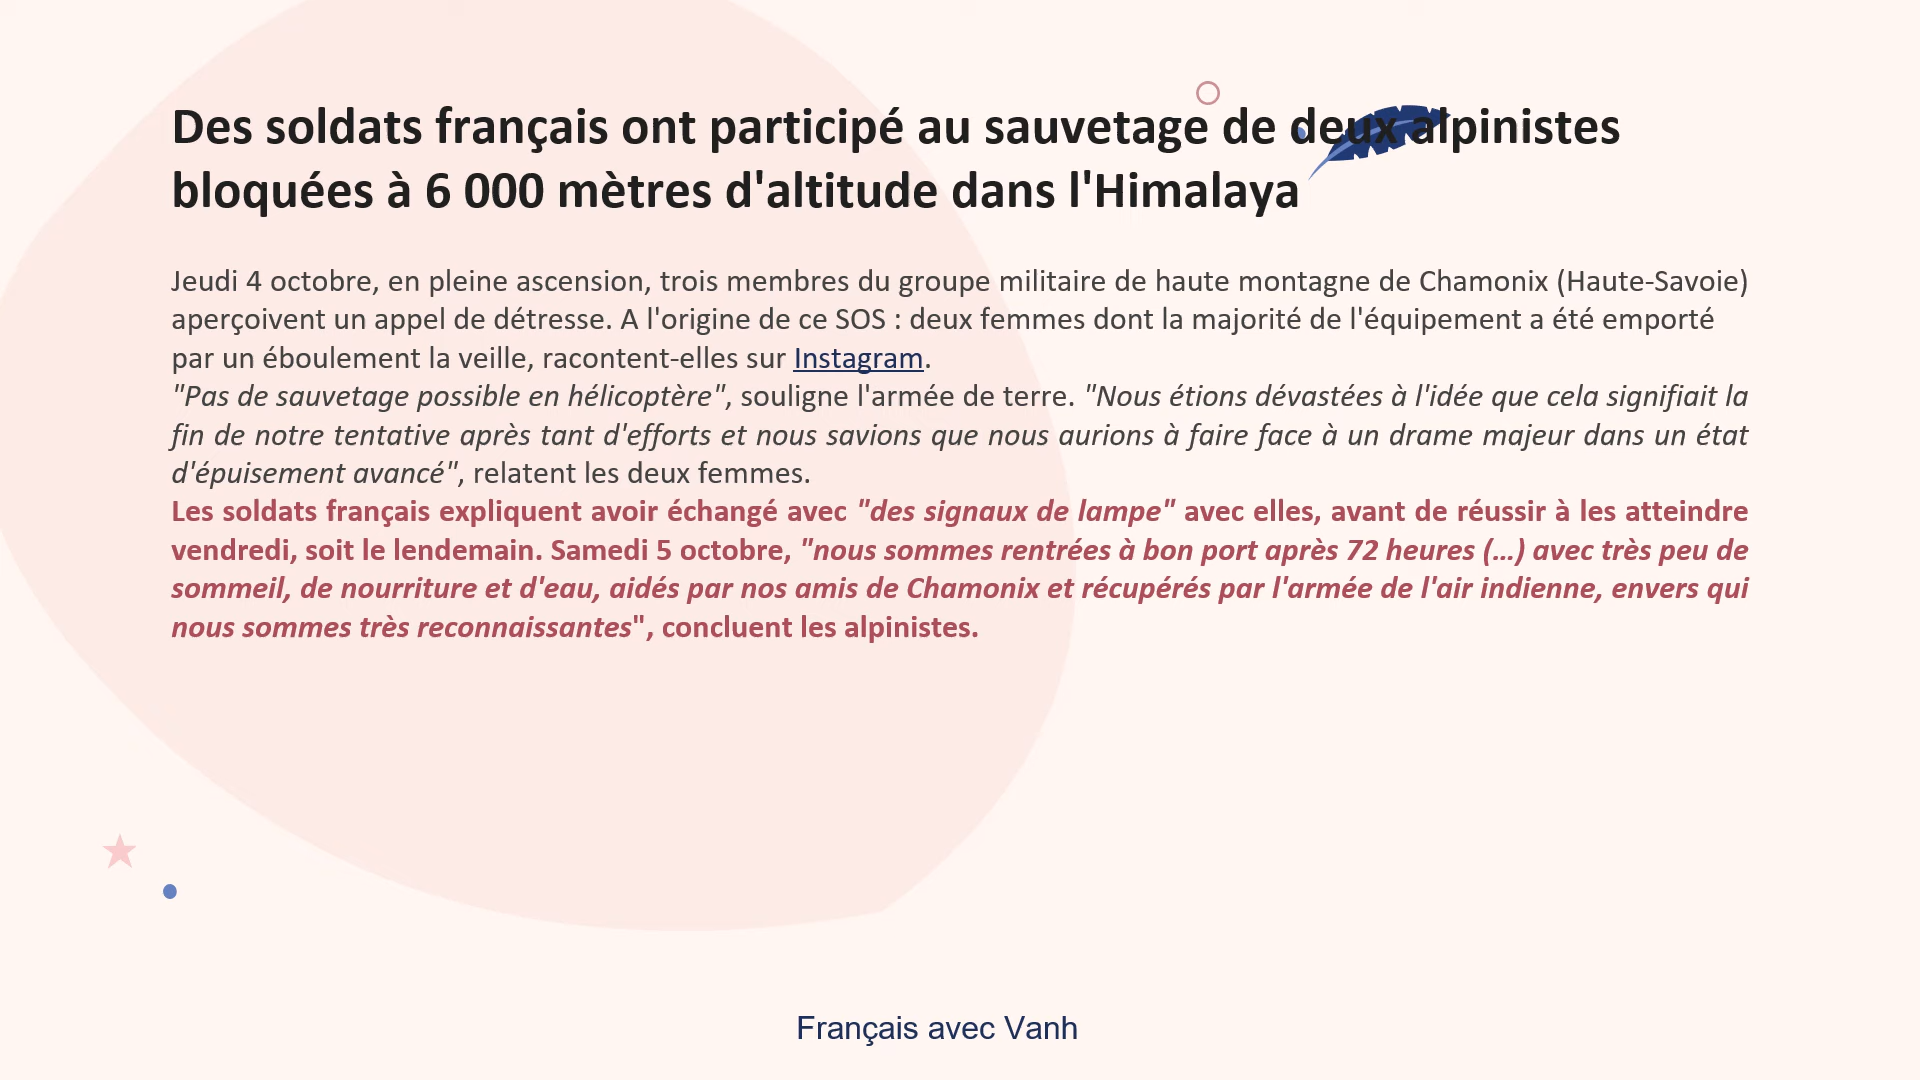 Des soldats français ont participé au sauvetage de deux alpinistes
bloquées à 6 000 mètres d'altitude dans l'Himalaya
Jeudi 4 octobre, en pleine ascension, trois membres du groupe militaire de haute montagne de Chamonix (Haute-Savoie)
aperçoivent un appel de détresse. A l'origine de ce SOS : deux femmes dont la majorité de l'équipement a été emporté
par un éboulement la veille, racontent-elles sur Instagram.
"Pas de sauvetage possible en hélicoptère", souligne l'armée de terre. "Nous étions dévastées à l'idée que cela signifiait la
fin de notre tentative après tant d'efforts et nous savions que nous aurions à faire face à un drame majeur dans un état
d'épuisement avancé", relatent les deux femmes.
Les soldats français expliquent avoir échangé avec "des signaux de lampe" avec elles, avant de réussir à les atteindre
vendredi, soit le lendemain. Samedi 5 octobre, "nous sommes rentrées à bon port après 72 heures (…) avec très peu de
sommeil, de nourriture et d'eau, aidés par nos amis de Chamonix et récupérés par l'armée de l'air indienne, envers qui
nous sommes très reconnaissantes", concluent les alpinistes.
Français avec Vanh